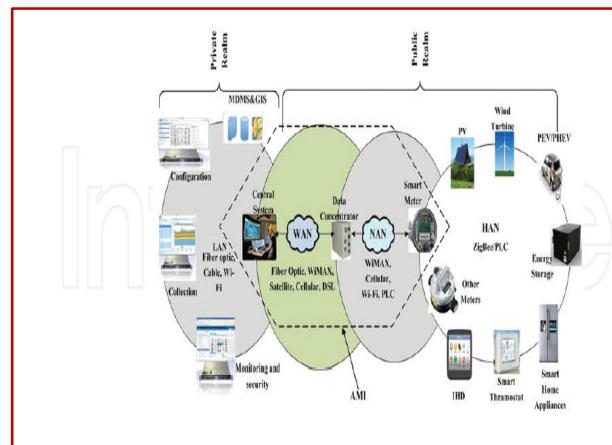 Private
Realm
Public
Realm
MDMS&GIS
Configuration
Central
System
Data
Concentrator
Smart
Meter
PV
Wind
Turbine
PEV/PHEV
WAN
NAN
HAN
ZigBee/PLC
LAN
Fiber optic,
Cable, Wi-
Fi
Collection
Fiber Optic, WiMAX,
Satellite, Cellular, DSL
WiMAX,
Cellular,
Wi-Fi, PLC
Energy
Storage
Other
Meters
Monitoring and
security
AMI
IHD
Smart
Thramostat
Smart
Home
Appliances